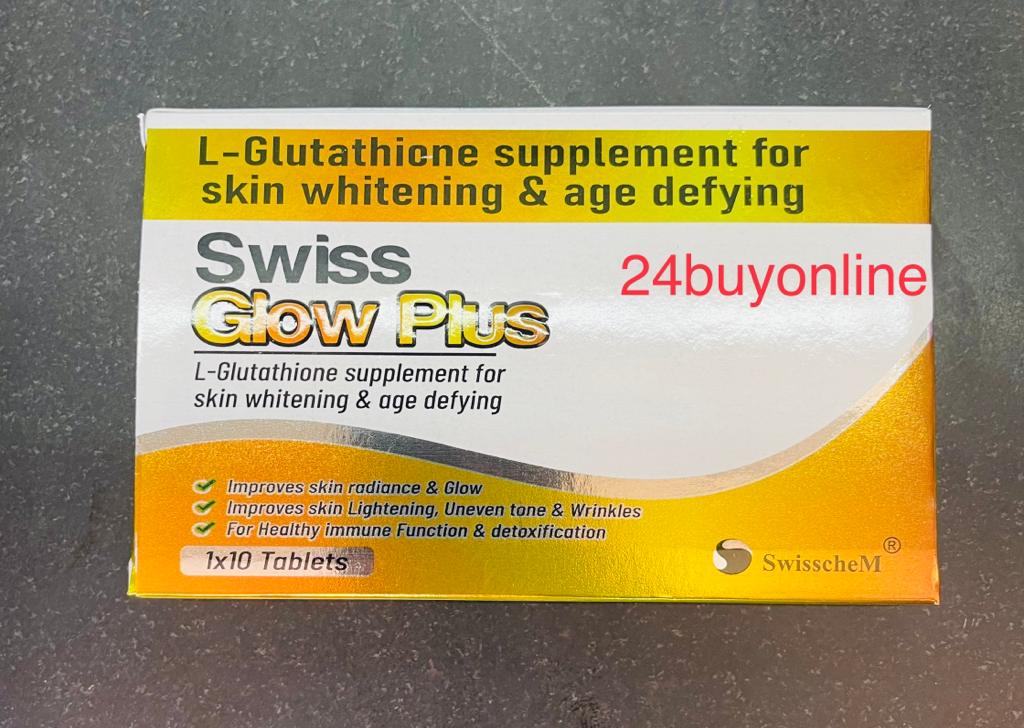 L-Glutathione supplement for
skin whitening & age defying
Swiss
24buyonline
Glow Plus
L-Glutathione supplement for
skin whitening & age defying
Improves skin radiance & Glow
Improves skin Lightening, Uneven tone & Wrinkles
For Healthy immune Function & detoxification
1x10 Tablets
SwisscheM®